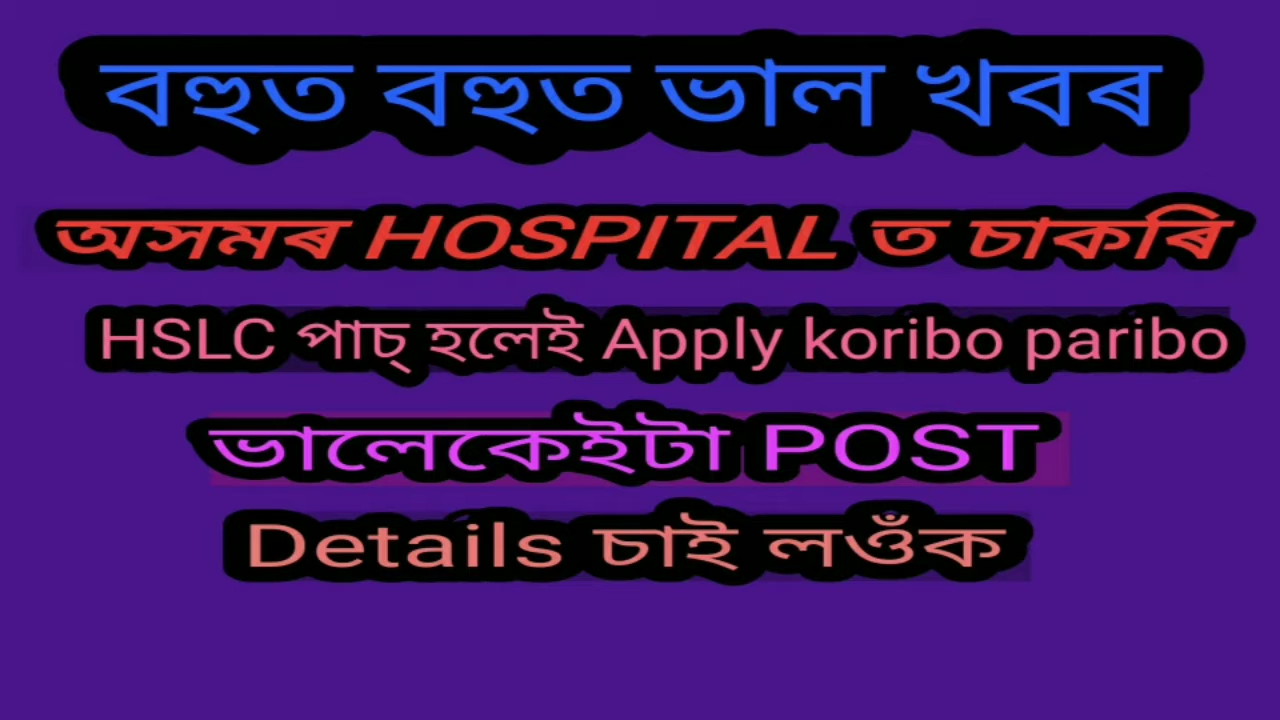 বহুত বহুত ভাল খবৰ
অসমৰ HOSPITAL ত চাকৰি
HSLC পাচ্ হলেই Apply koribo paribo
ভালেকেইটা POST
Details চাই লওঁক